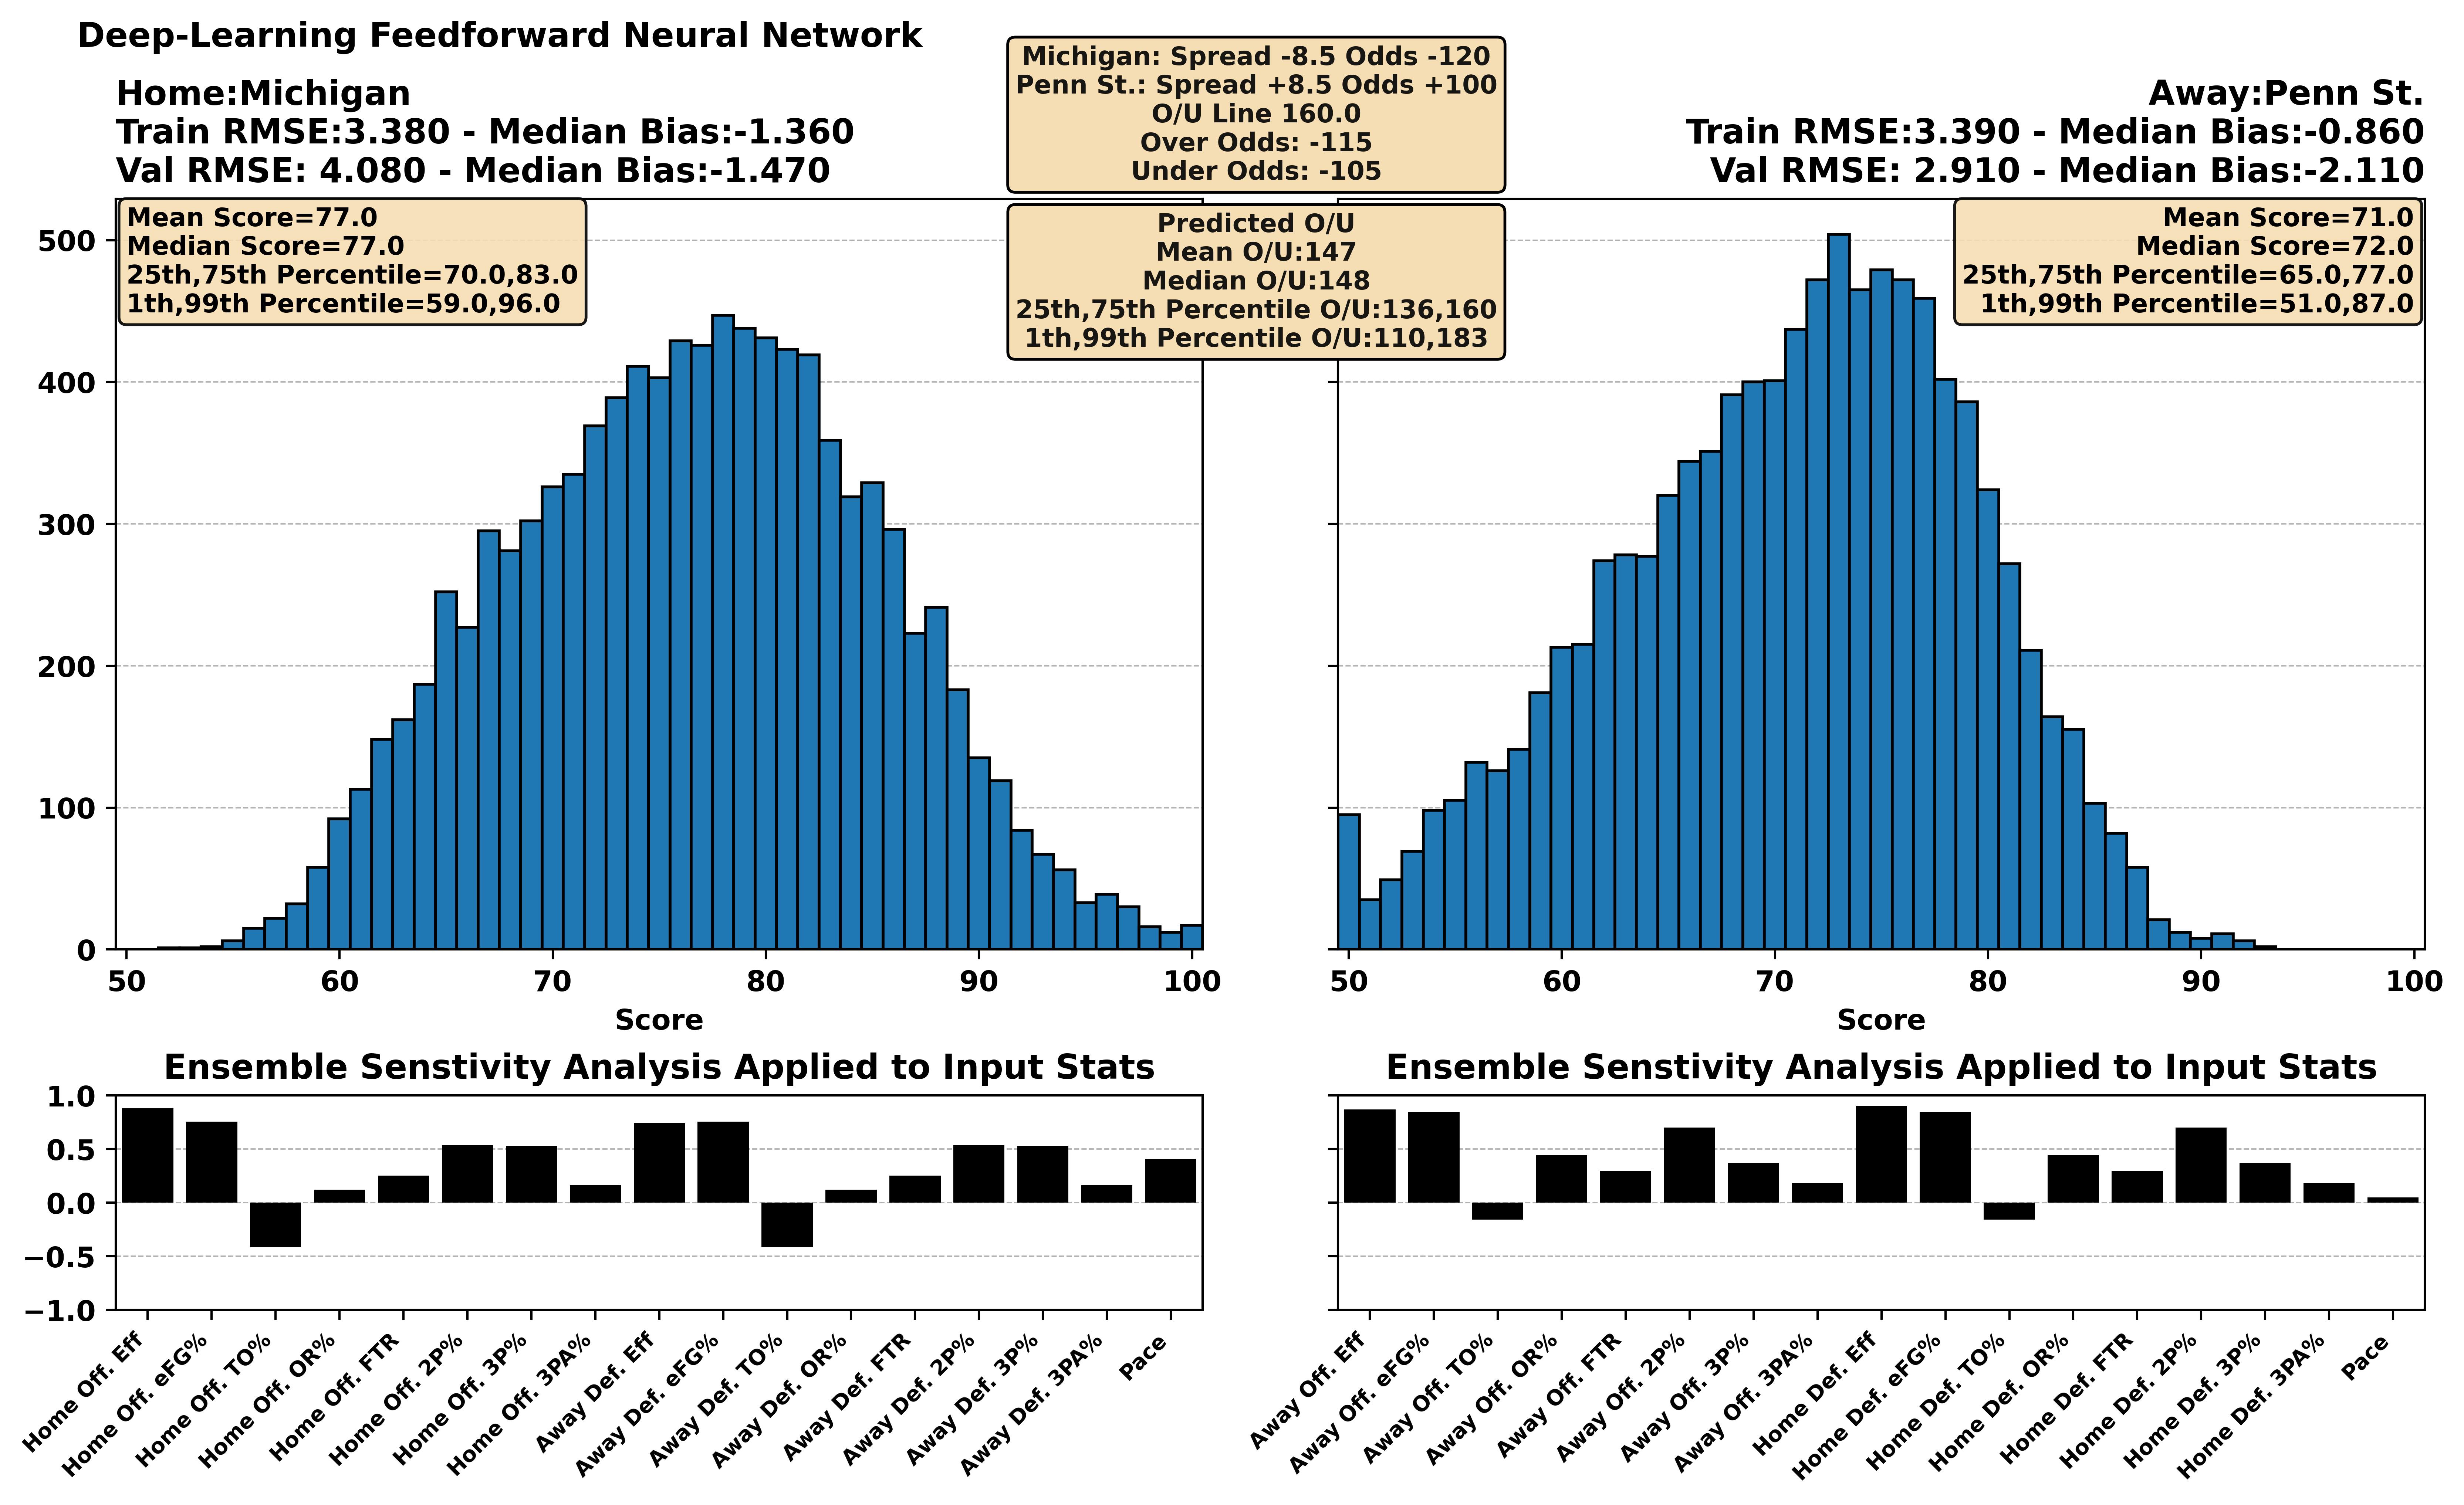 Deep-Learning Feedforward Neural Network
Home:Michigan
Train RMSE:3.380 - Median Bias:-1.360
Val RMSE: 4.080 - Median Bias:-1.470
Michigan: Spread -8.5 Odds -120
Penn St.: Spread +8.5 Odds +100
O/U Line 160.0
Over Odds: -115
Under Odds: -105
Away:Penn St.
Train RMSE:3.390 - Median Bias:-0.860
Val RMSE: 2.910 - Median Bias:-2.110
Mean Score=77.0
Median Score=77.0
25th,75th Percentile=70.0,83.0
1th,99th Percentile=59.0,96.0
Predicted O/U
Mean O/U:147
Median O/U:148
25th,75th Percentile O/U:136,160
1th,99th Percentile O/U:110,183
Mean Score=71.0
Median Score=72.0
25th,75th Percentile=65.0,77.0
1th,99th Percentile=51.0,87.0
500
400
300
200
100
0
50 60 70 80 90 100
Score
50 60 70 80 90 100
Score
Ensemble Senstivity Analysis Applied to Input Stats
1.0
0.5
0.0
−0.5
−1.0
Home Off. Eff
Home Off. eFG%
Home Off. TO%
Home Off. OR%
Home Off. FTR
Home Off. 2P%
Home Off. 3P%
Home Off. 3PA%
Away Def. Eff
Away Def. eFG%
Away Def. TO%
Away Def. OR%
Away Def. FTR
Away Def. 2P%
Away Def. 3P%
Away Def. 3PA%
Pace
Ensemble Senstivity Analysis Applied to Input Stats
Away Off. Eff
Away Off. eFG%
Away Off. TO%
Away Off. OR%
Away Off. FTR
Away Off. 2P%
Away Off. 3P%
Away Off. 3PA%
Home Def. Eff
Home Def. eFG%
Home Def. TO%
Home Def. OR%
Home Def. FTR
Home Def. 2P%
Home Def. 3P%
Home Def. 3PA%
Pace